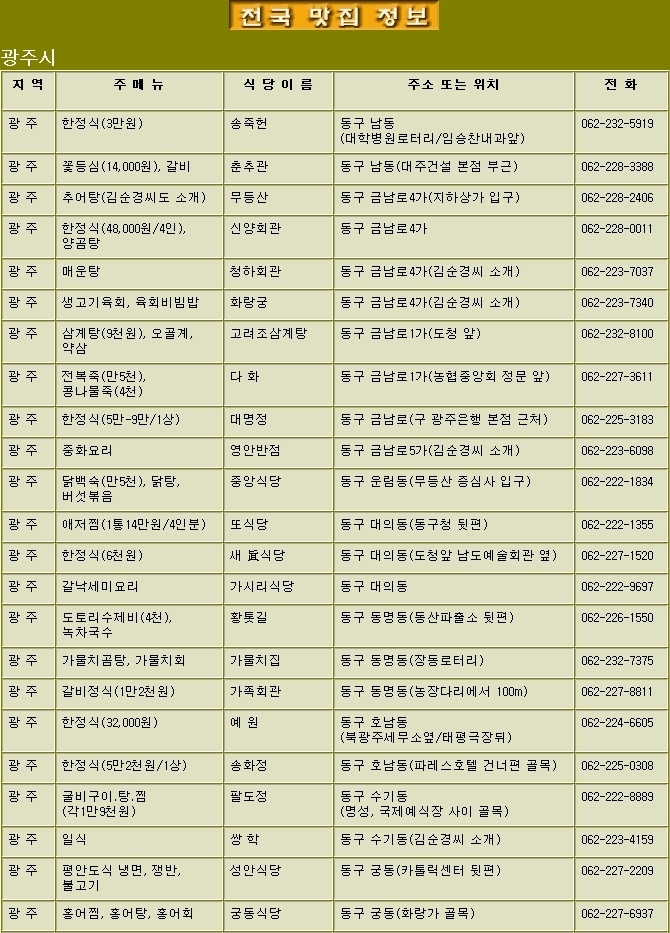 전국 맛집 정보
광주시
지 역 주 메 뉴 식 당 이 름 주소 또는 위치 전 화
광 주 한정식(3만원) 송죽헌 동구 남동 062-232-5919
(대학병원로터리/임승찬내과앞)
광 주 꽃등심(14,000원), 갈비 춘추관 동구 남동(대주건설 본점 부근) 062-228-3388
광 주 추어탕(김순경씨도 소개) 무등산 동구 금남로4가(지하상가 입구) 062-228-2406
광 주 한정식(48,000원/4인), 신양회관 동구 금남로4가 062-228-0011
양곰탕
광 주 매운탕 청하회관 동구 금남로4가(김순경씨 소개) 062-223-7037
광 주 생고기육회, 육회비빔밥 화랑궁 동구 금남로4가(김순경씨 소개) 062-223-7340
광 주 삼계탕(9천원), 오골계, 고려조삼계탕 동구 금남로1가(도청 앞) 062-232-8100
약삼
광 주 전복죽(만5천), 다 화 동구 금남로1가(농협중앙회 정문 앞) 062-227-3611
콩나물죽(4천)
광 주 한정식(5만-9만/1상) 대명정 동구 금남로(구 광주은행 본점 근처) 062-225-3183
광 주 중화요리 영안반점 동구 금남로5가(김순경씨 소개) 062-223-6098
광 주 닭백숙(만5천), 닭탕, 중앙식당 동구 운림동(무등산 증심사 입구) 062-222-1834
버섯볶음
광 주 애저찜(1통14만원/4인분) 또식당 동구 대의동(동구청 뒷편) 062-222-1355
광 주 한정식(6천원) 새 식당 동구 대의동(도청앞 남도예술회관 옆) 062-227-1520
광 주 갈낙세미요리 가시리식당 동구 대의동 062-222-9697
광 주 도토리수제비(4천), 황톳길 동구 동명동(동산파출소 뒷편) 062-226-1550
녹차국수
광 주 가물치곰탕, 가물치회 가물치집 동구 동명동(장동로터리) 062-232-7375
광 주 갈비정식(1만2천원) 가족회관 동구 동명동(농장다리에서 100m) 062-227-8811
광 주 한정식(32,000원) 예 원 동구 호남동 062-224-6605
(북광주세무소옆/태평극장뒤)
광 주 한정식(5만2천원/1상) 송화정 동구 호남동(파레스호텔 건너편 골목) 062-225-0308
광 주 굴비구이.탕.찜 팔도정 동구 수기동 062-222-8889
(각1만9천원) (명성, 국제예식장 사이 골목)
광 주 일식 쌍 학 동구 수기동(김순경씨 소개) 062-223-4159
광 주 평안도식 냉면, 쟁반, 성안식당 동구 궁동(카톨릭센터 뒷편) 062-227-2209
불고기
광 주 홍어찜, 홍어탕, 홍어회 궁동식당 동구 궁동(화랑가 골목) 062-227-6937